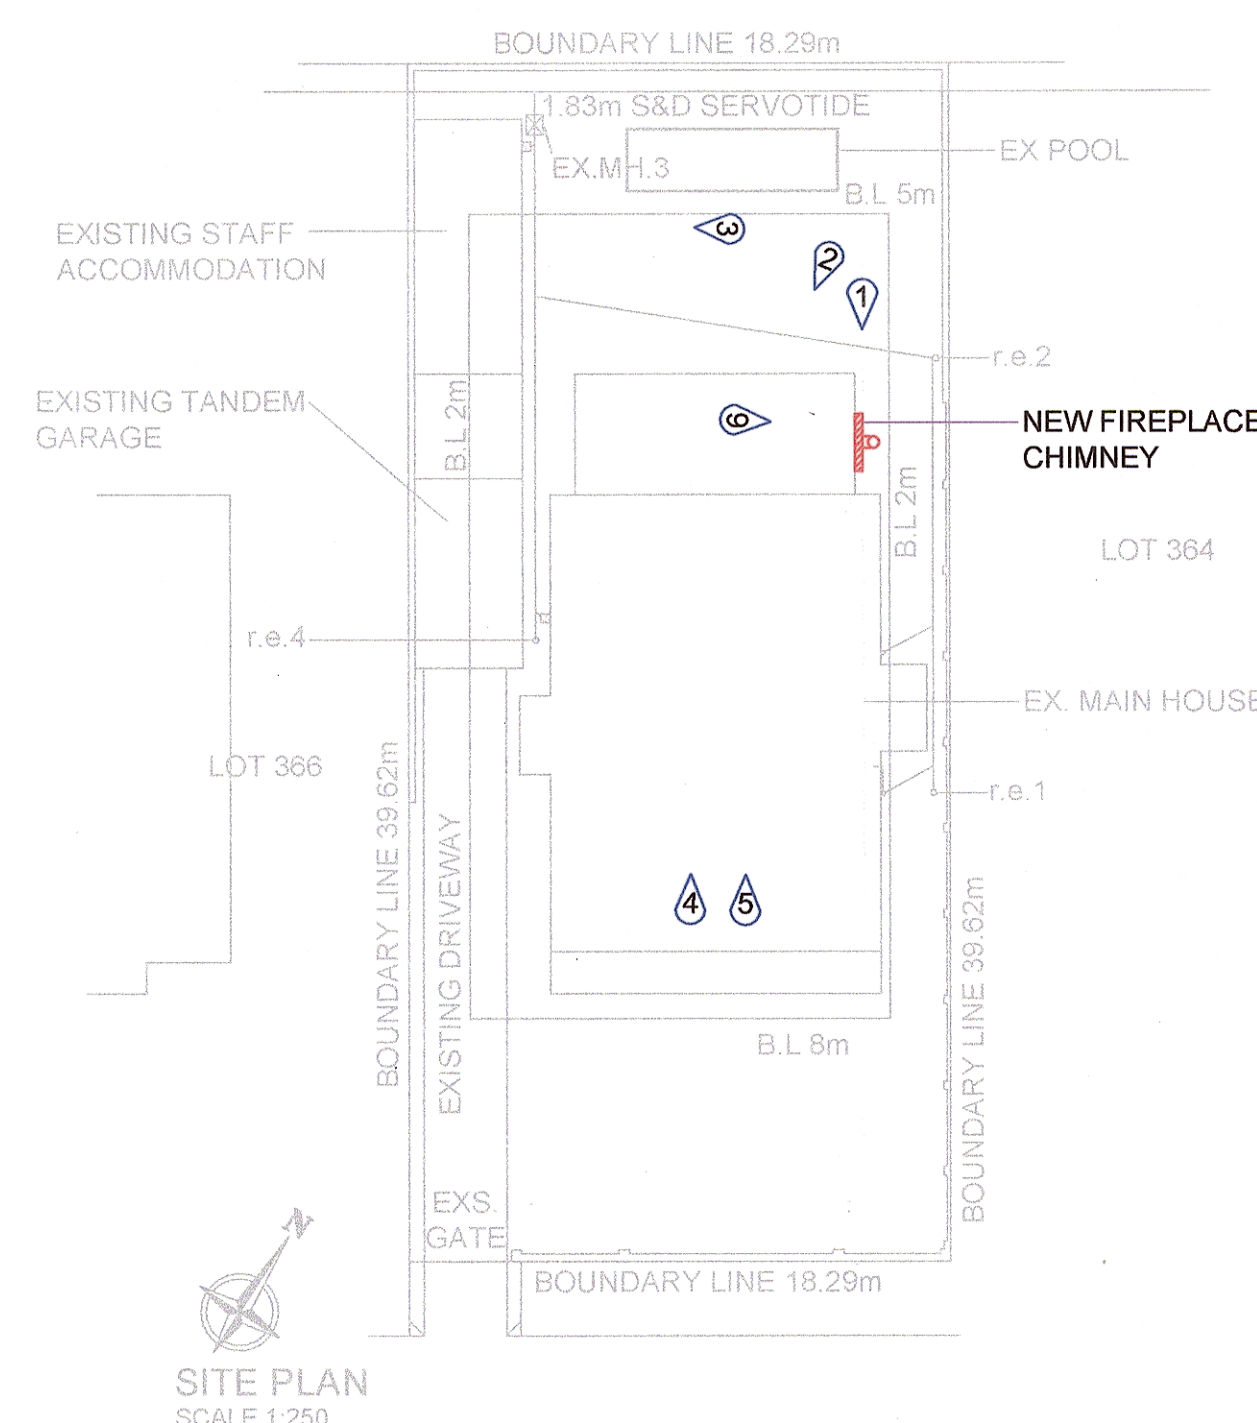 BOUNDARY LINE 18.29m
1.83m S&D SERVOTIDE
EX.MH.3
EX POOL
B.L 5m
EXISTING STAFF
ACCOMMODATION
3
2
1
r.e.2
EXISTING TANDEM
GARAGE
B.L 2m
6
NEW FIREPLACE
CHIMNEY
B.L 2m
LOT 364
r.e.4
EX. MAIN HOUSE
LOT 366
r.e.1
BOUNDARY LINE 39.62m
EXISTING DRIVEWAY
4
5
BOUNDARY LINE 39.62m
B.L 8m
EXS.
GATE
N
BOUNDARY LINE 18.29m
SITE PLAN
SCALE 1:250